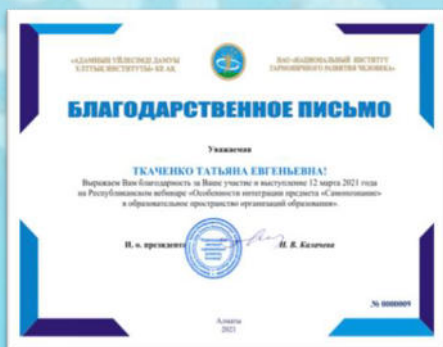 «АДАМНЫҢ ҮЙЛЕСІМДІ ДАМУЫ
ҰЛТТЫҚ ИНСТИТУТЫ» КЕ АҚ
НАО «НАЦИОНАЛЬНЫЙ ИНСТИТУТ
ГАРМОНИЧНОГО РАЗВИТИЯ ЧЕЛОВЕКА»
БЛАГОДАРСТВЕННОЕ ПИСЬМО
Уважаемая
ТКАЧЕНКО ТАТЬЯНА ЕВГЕНЬЕВНА!
Выражаем Вам благодарность за Ваше участие и выступление 12 марта 2021 года
на Республиканском вебинаре «Особенности интеграции предмета «Самопознание»
в образовательное пространство организаций образования».
И. о. президента
И. В. Калачева
№ 0000009
Алматы
2021